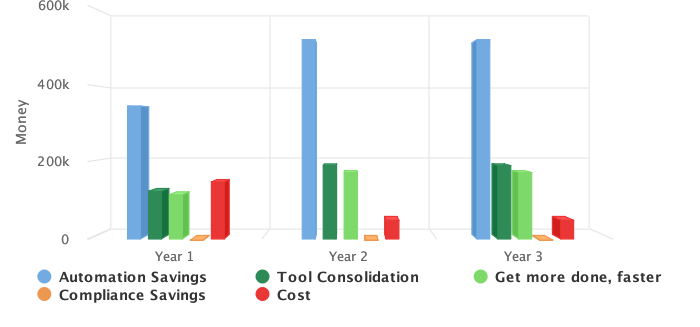 600k
400k
200k
0
Money
Year 1 Year 2 Year 3
Automation Savings Tool Consolidation Get more done, faster
Compliance Savings Cost